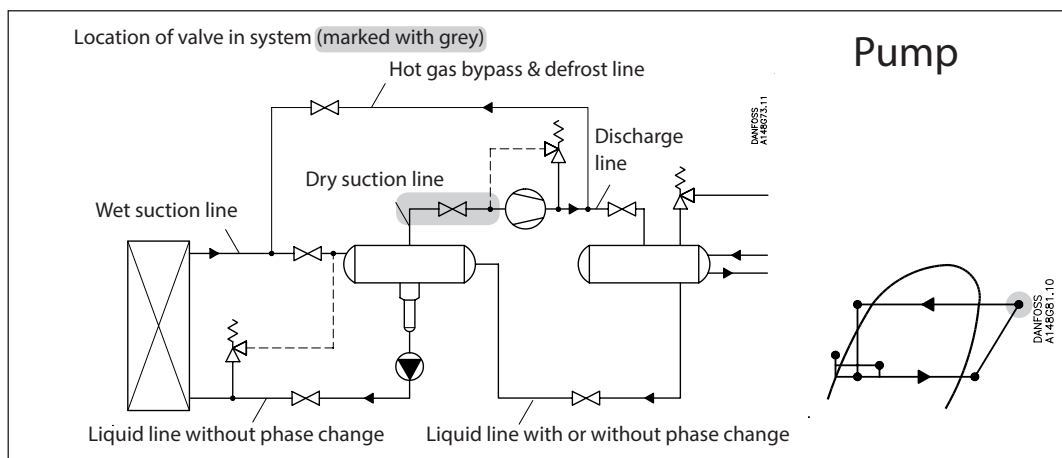 Location of valve in system (marked with grey)
Pump
Hot gas bypass & defrost line
DANFOSS
A148G73.11
Discharge
line
Dry suction line
Wet suction line
DANFOSS
A148G81.10
Liquid line without phase change
Liquid line with or without phase change